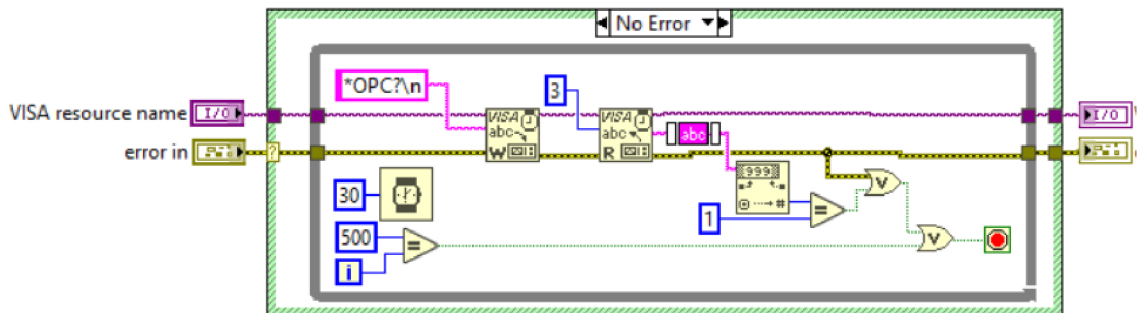 No Error
*OPC?\n
3
VISA resource name
I/O
VISA
abc
W
VISA
abc
R
abc
I/O
error in
?
999
#
30
1
=
V
500
=
V
i